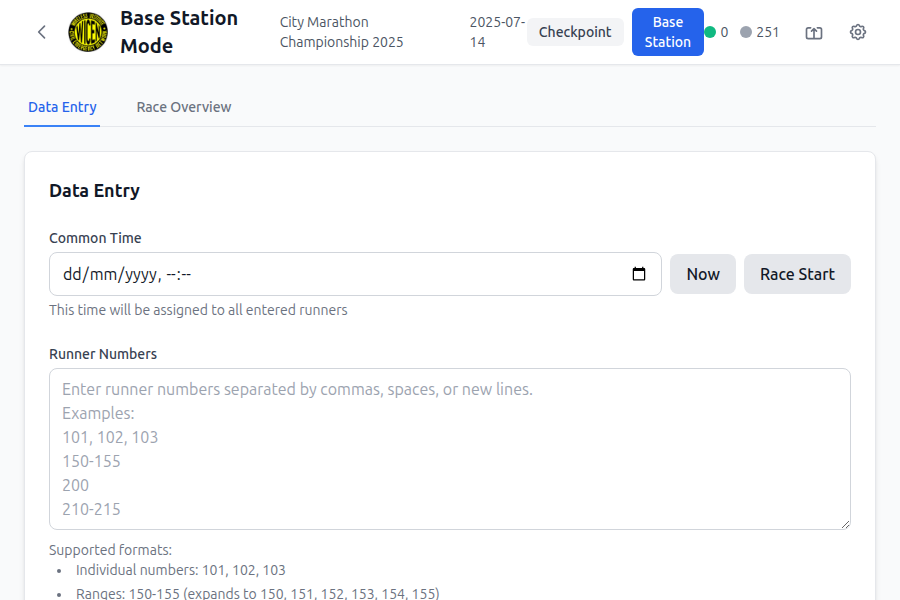 WICEN
Base Station
Mode
City Marathon
Championship 2025
2025-07-
14
Checkpoint
Base
Station
0
251
Data Entry
Race Overview
Data Entry
Common Time
dd/mm/yyyy, --:--
Now
Race Start
This time will be assigned to all entered runners
Runner Numbers
Enter runner numbers separated by commas, spaces, or new lines.
Examples:
101, 102, 103
150-155
200
210-215
Supported formats:
• Individual numbers: 101, 102, 103
• Ranges: 150-155 (expands to 150, 151, 152, 153, 154, 155)